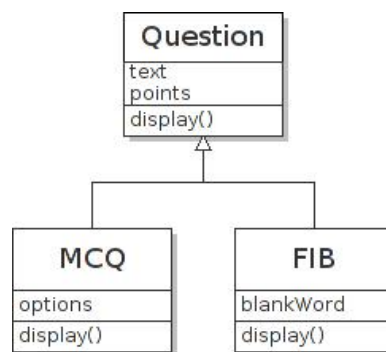 Question
text
points
display()
MCQ
options
display()
FIB
blankWord
display()